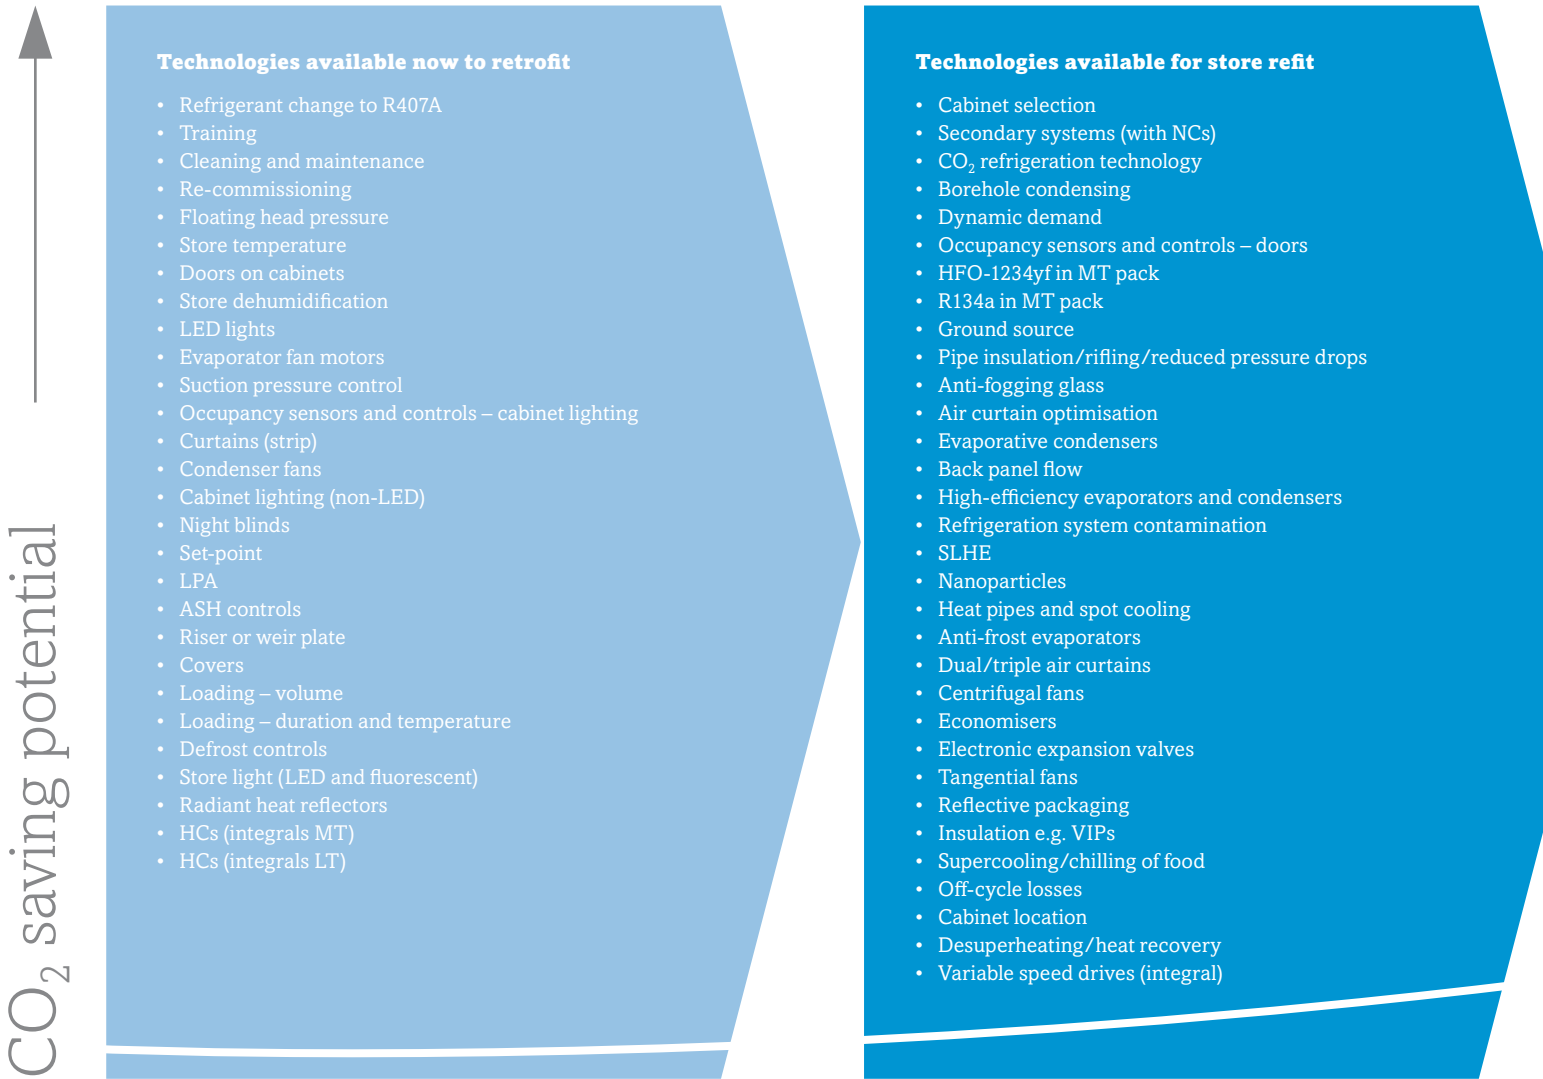 CO₂ saving potential
Technologies available now to retrofit
• Refrigerant change to R407A
• Training
• Cleaning and maintenance
• Re-commissioning
• Floating head pressure
• Store temperature
• Doors on cabinets
• Store dehumidification
• LED lights
• Evaporator fan motors
• Suction pressure control
• Occupancy sensors and controls – cabinet lighting
• Curtains (strip)
• Condenser fans
• Cabinet lighting (non-LED)
• Night blinds
• Set-point
• LPA
• ASH controls
• Riser or weir plate
• Covers
• Loading – volume
• Loading – duration and temperature
• Defrost controls
• Store light (LED and fluorescent)
• Radiant heat reflectors
• HCs (integrals MT)
• HCs (integrals LT)
Technologies available for store refit
• Cabinet selection
• Secondary systems (with NCs)
• CO₂ refrigeration technology
• Borehole condensing
• Dynamic demand
• Occupancy sensors and controls – doors
• HFO-1234yf in MT pack
• R134a in MT pack
• Ground source
• Pipe insulation/rifling/reduced pressure drops
• Anti-fogging glass
• Air curtain optimisation
• Evaporative condensers
• Back panel flow
• High-efficiency evaporators and condensers
• Refrigeration system contamination
• SLHE
• Nanoparticles
• Heat pipes and spot cooling
• Anti-frost evaporators
• Dual/triple air curtains
• Centrifugal fans
• Economisers
• Electronic expansion valves
• Tangential fans
• Reflective packaging
• Insulation e.g. VIPs
• Supercooling/chilling of food
• Off-cycle losses
• Cabinet location
• Desuperheating/heat recovery
• Variable speed drives (integral)